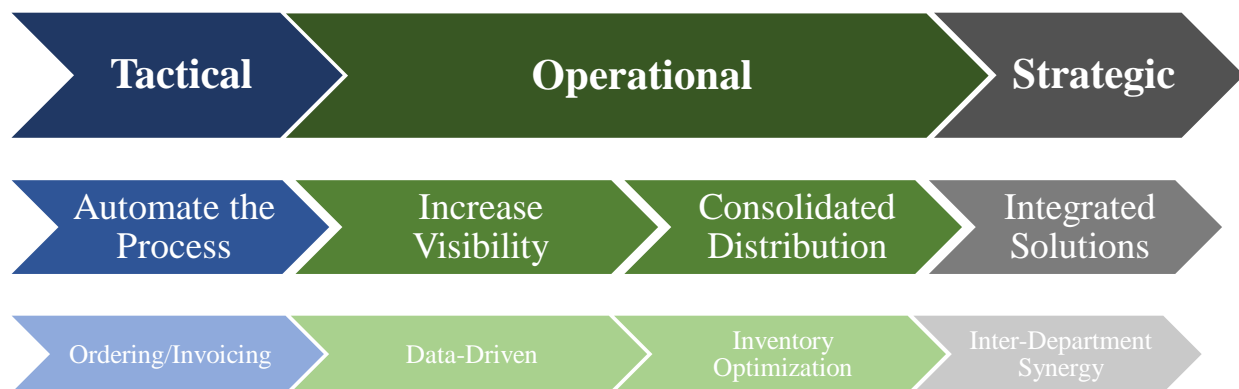 Tactical
Operational
Strategic
Automate the
Process
Increase
Visibility
Consolidated
Distribution
Integrated
Solutions
Ordering/Invoicing
Data-Driven
Inventory
Optimization
Inter-Department
Synergy